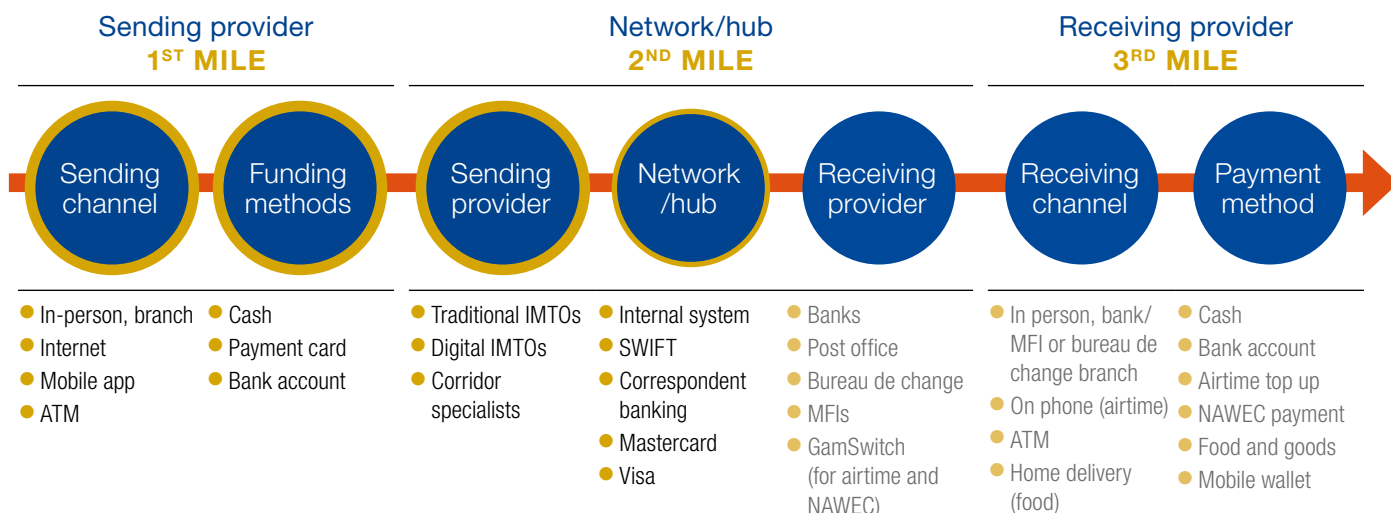 Sending provider
1ST MILE
Network/hub
2ND MILE
Receiving provider
3RD MILE
Sending
channel
Funding
methods
Sending
provider
Network
/hub
Receiving
provider
Receiving
channel
Payment
method
In-person, branch
Internet
Mobile app
ATM
Cash
Payment card
Bank account
Traditional IMTOs
Digital IMTOs
Corridor
specialists
Internal system
SWIFT
Correspondent
banking
Mastercard
Visa
Banks
Post office
Bureau de change
MFIs
GamSwitch
(for airtime and
NAWEC)
In person, bank/
MFI or bureau de
change branch
On phone (airtime)
ATM
Home delivery
(food)
Cash
Bank account
Airtime top up
NAWEC payment
Food and goods
Mobile wallet